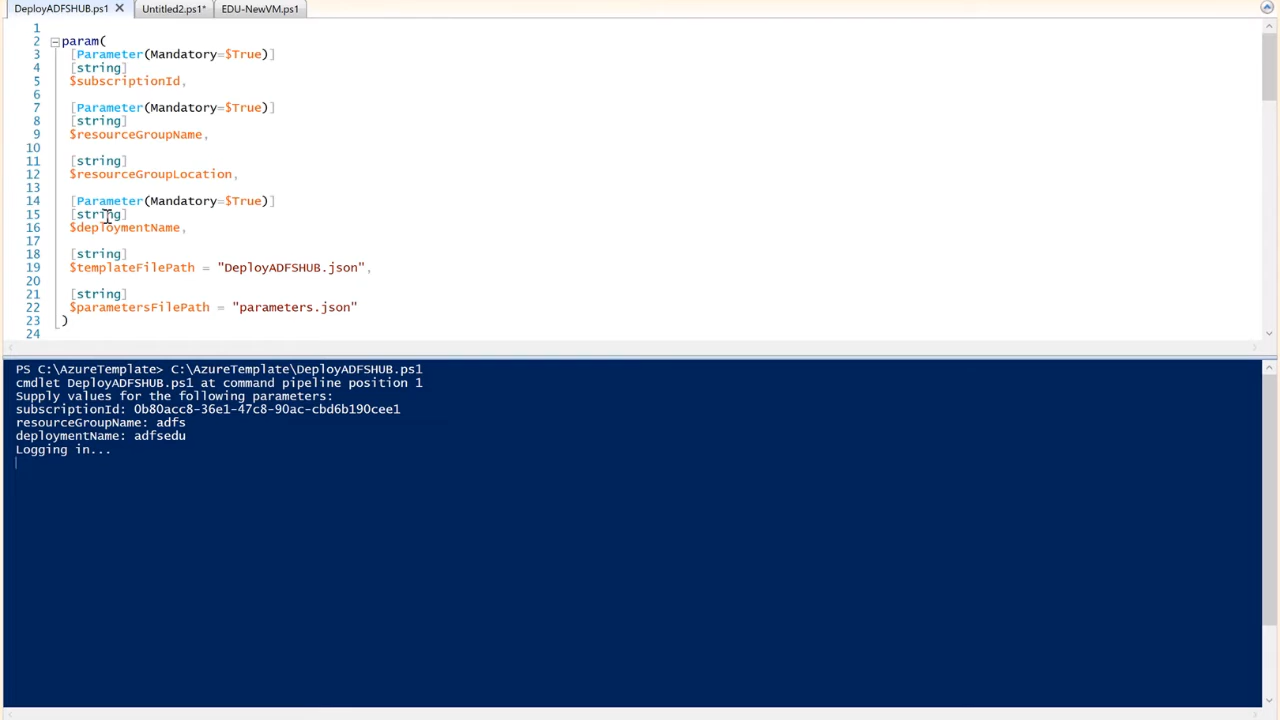 DeployADFSHUB.ps1 Untitled2.ps1* EDU-NewVM.ps1
1
2 param(
3 [Parameter(Mandatory=$True)]
4 [string]
5 $subscriptionId,
6
7 [Parameter(Mandatory=$True)]
8 [string]
9 $resourceGroupName,
10
11 [string]
12 $resourceGroupLocation,
13
14 [Parameter(Mandatory=$True)]
15 [string]
16 $deploymentName,
17
18 [string]
19 $templateFilePath = "DeployADFSHUB.json",
20
21 [string]
22 $parametersFilePath = "parameters.json"
23 )
24
PS C:\AzureTemplate> C:\AzureTemplate\DeployADFSHUB.ps1
cmdlet DeployADFSHUB.ps1 at command pipeline position 1
Supply values for the following parameters:
subscriptionId: 0b80acc8-36e1-47c8-90ac-cbd6b190cee1
resourceGroupName: adfs
deploymentName: adfsedu
Logging in...